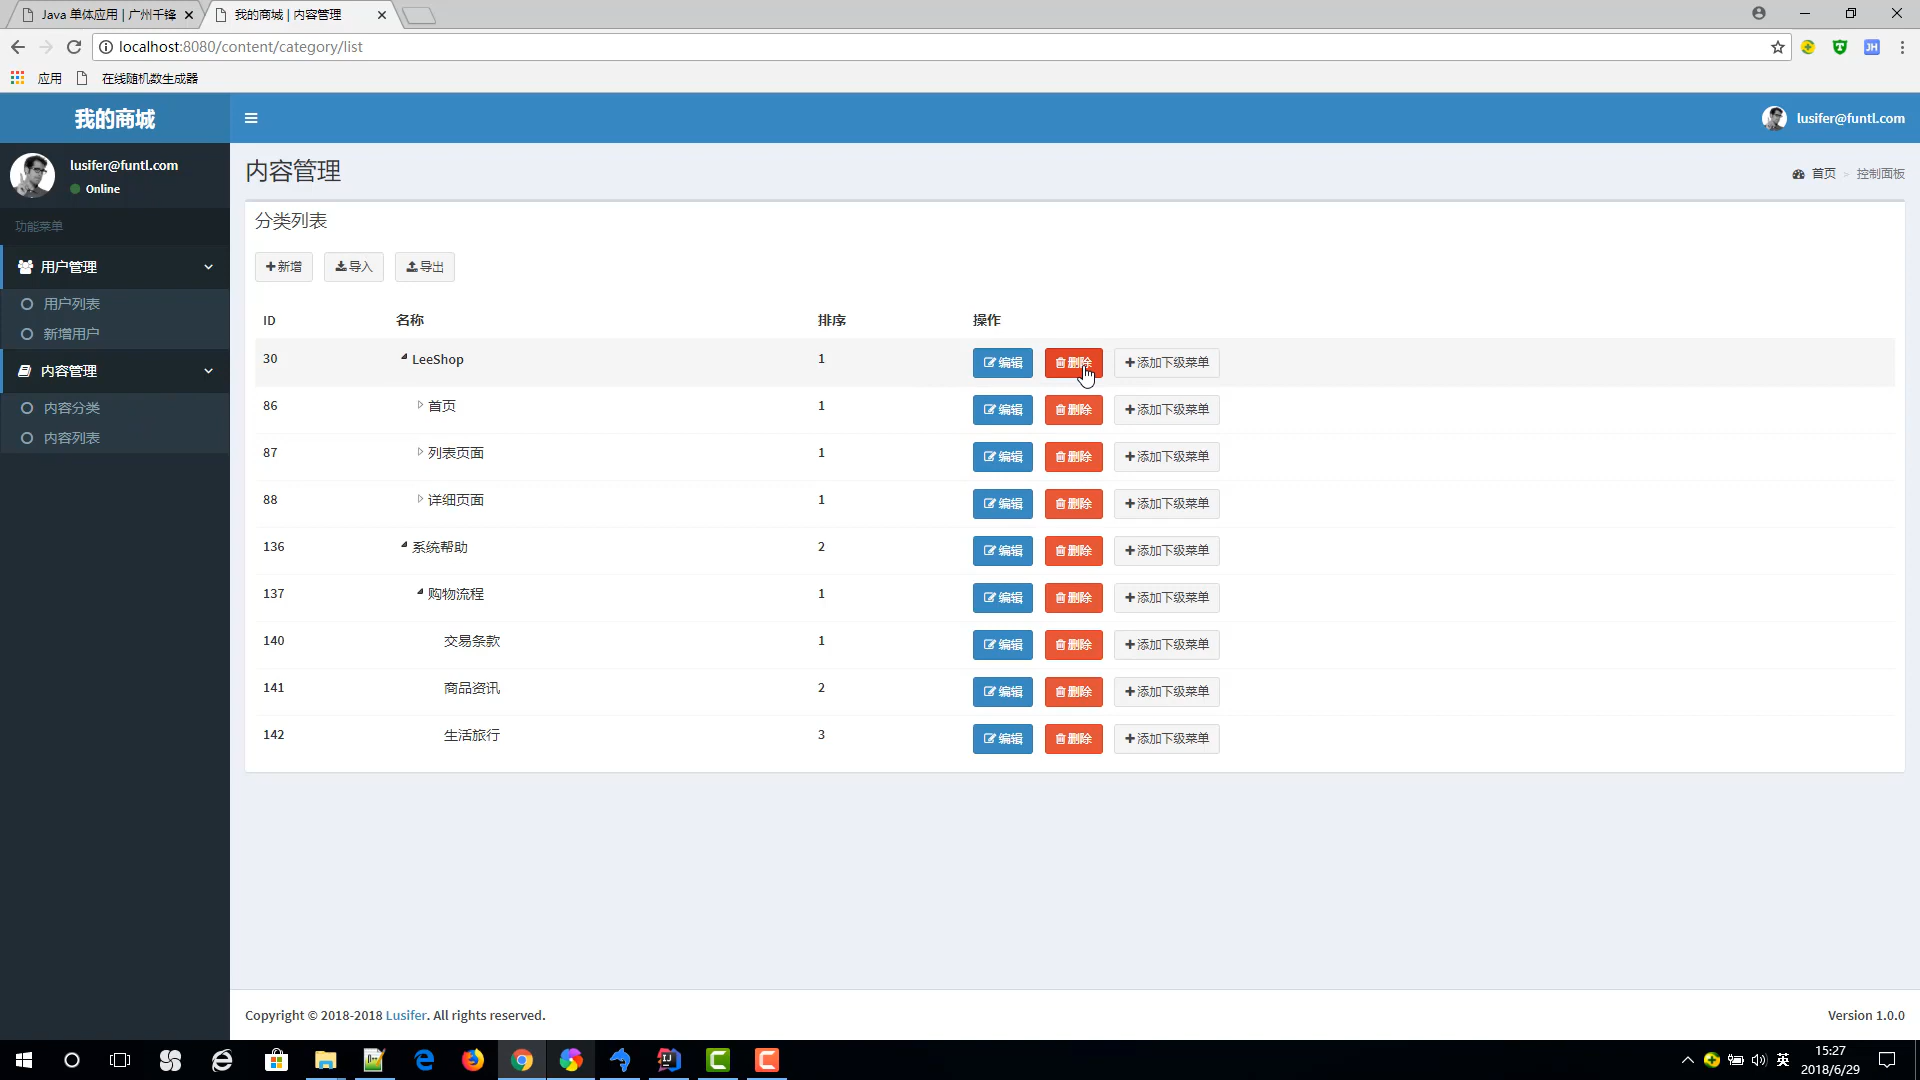 Java 单体应用 | 广州千锋
我的商城 | 内容管理
localhost:8080/content/category/list
应用
在线随机数生成器
我的商城
lusifer@funtl.com
lusifer@funtl.com
Online
功能菜单
用户管理
用户列表
新增用户
内容管理
内容分类
内容列表
内容管理
首页 > 控制面板
分类列表
新增 导入 导出
ID 名称 排序 操作
30 LeeShop 1 编辑 删除 添加下级菜单
86 首页 1 编辑 删除 添加下级菜单
87 列表页面 1 编辑 删除 添加下级菜单
88 详细页面 1 编辑 删除 添加下级菜单
136 系统帮助 2 编辑 删除 添加下级菜单
137 购物流程 1 编辑 删除 添加下级菜单
140 交易条款 1 编辑 删除 添加下级菜单
141 商品资讯 2 编辑 删除 添加下级菜单
142 生活旅行 3 编辑 删除 添加下级菜单
Copyright © 2018-2018 Lusifer. All rights reserved.
Version 1.0.0
英
15:27
2018/6/29